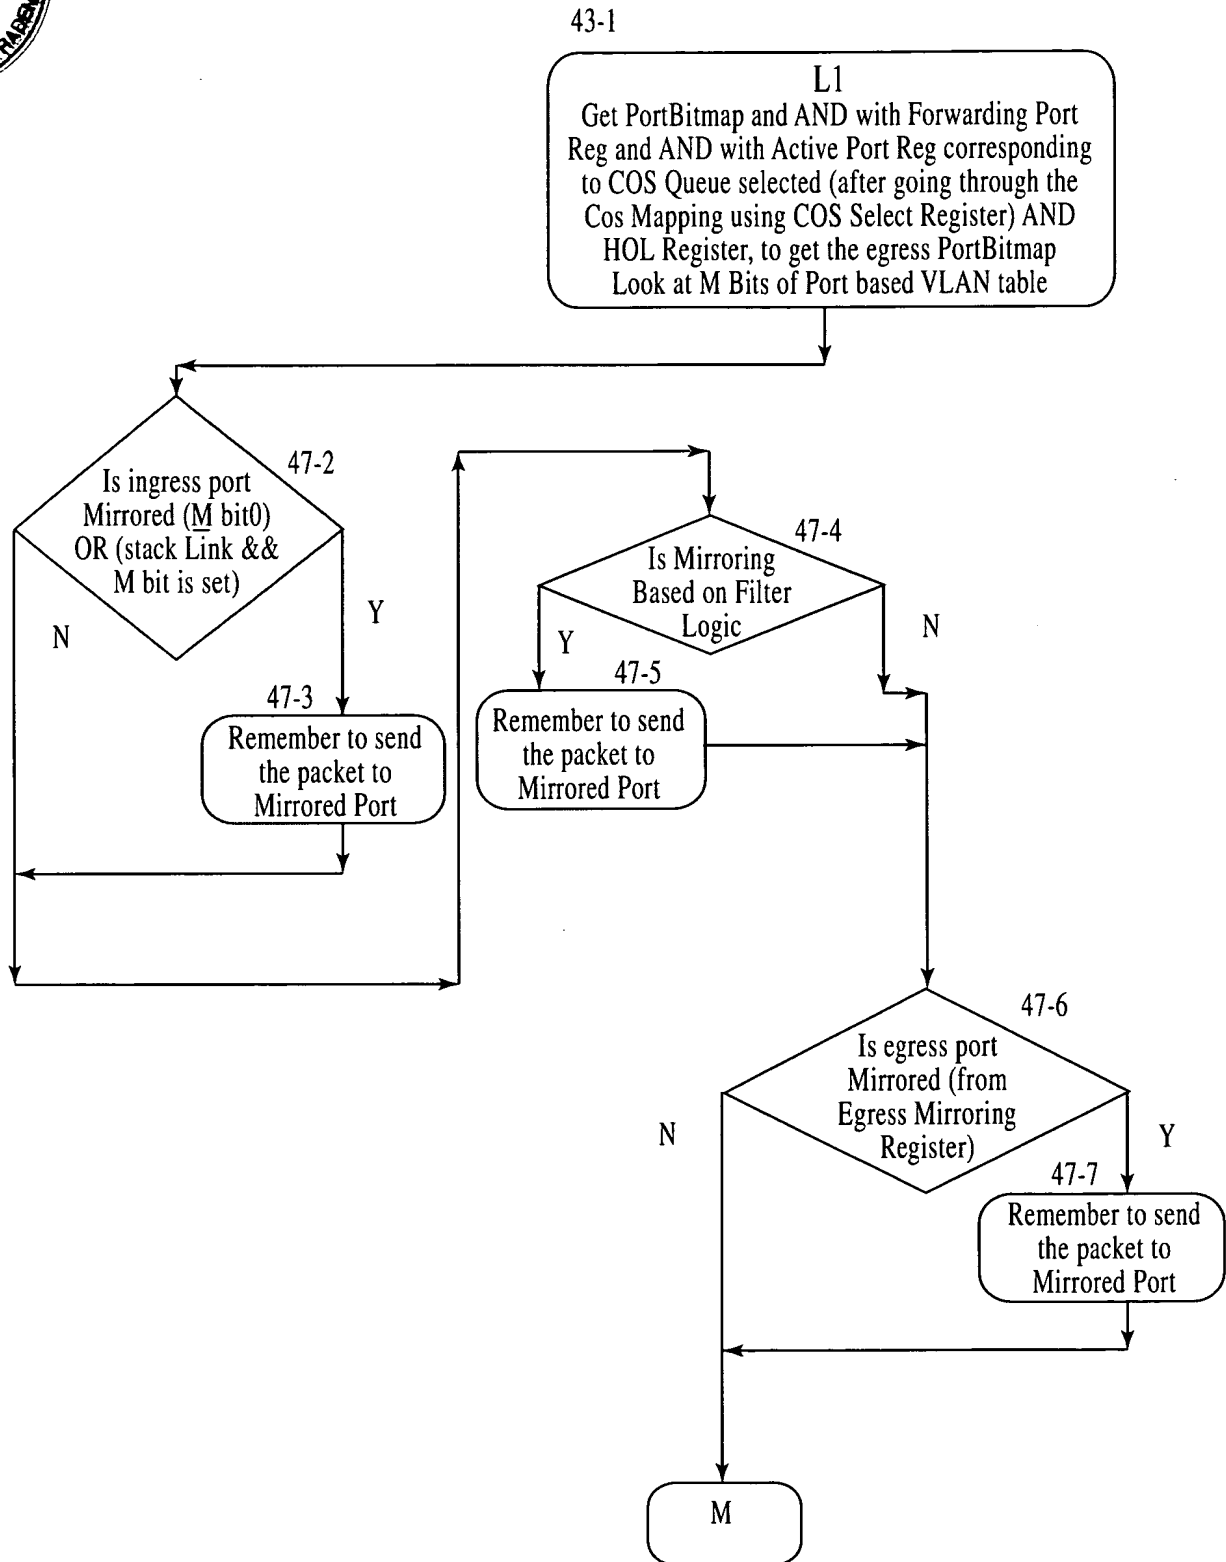 43-1
L1
Get PortBitmap and AND with Forwarding Port
Reg and AND with Active Port Reg corresponding
to COS Queue selected (after going through the
Cos Mapping using COS Select Register) AND
HOL Register, to get the egress PortBitmap
Look at M Bits of Port based VLAN table
47-2
Is ingress port
Mirrored (M bit0)
OR (stack Link &&
M bit is set)
N
Y
47-3
Remember to send
the packet to
Mirrored Port
47-4
Is Mirroring
Based on Filter
Logic
Y
N
47-5
Remember to send
the packet to
Mirrored Port
47-6
Is egress port
Mirrored (from
Egress Mirroring
Register)
N
Y
47-7
Remember to send
the packet to
Mirrored Port
M